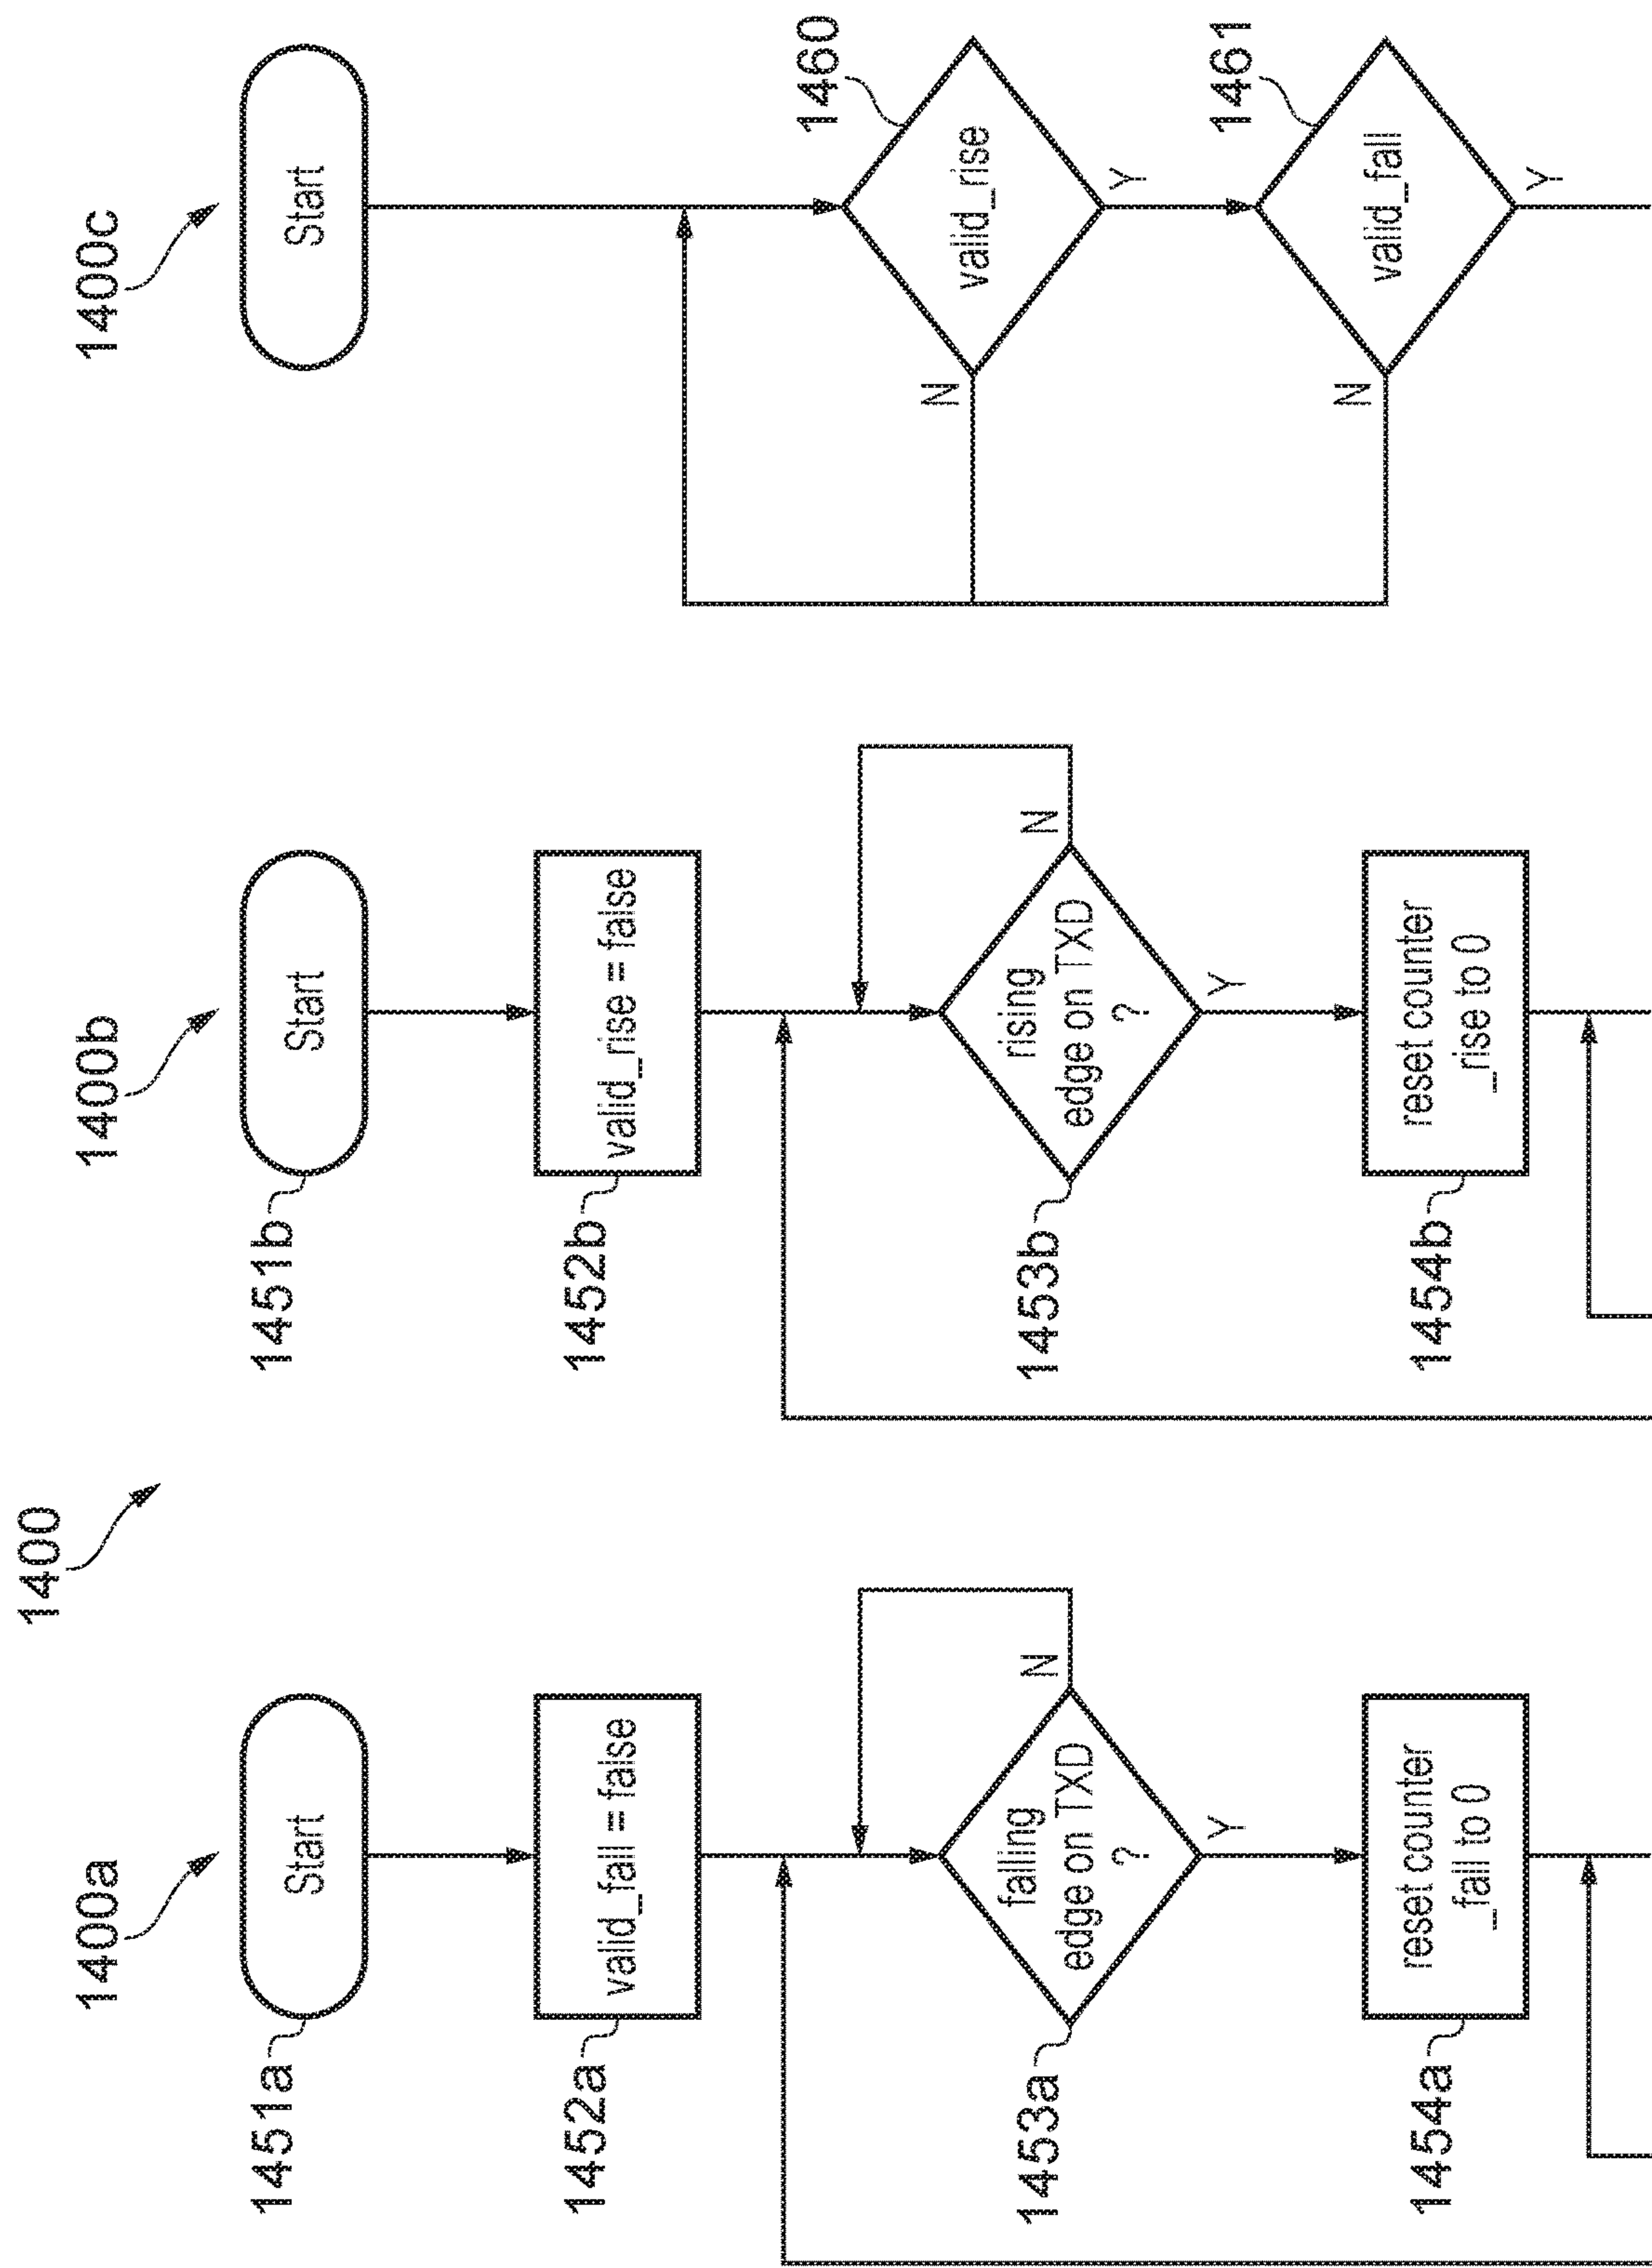 1400
1400a
Start
1451a
valid_fall = false
1452a
falling
edge on TXD
?
N
Y
1453a
reset counter
_fall to 0
1454a
1400b
Start
1451b
valid_rise = false
1452b
rising
edge on TXD
?
N
Y
1453b
reset counter
_rise to 0
1454b
1400c
Start
1460
valid_rise
N
Y
1461
valid_fall
N
Y